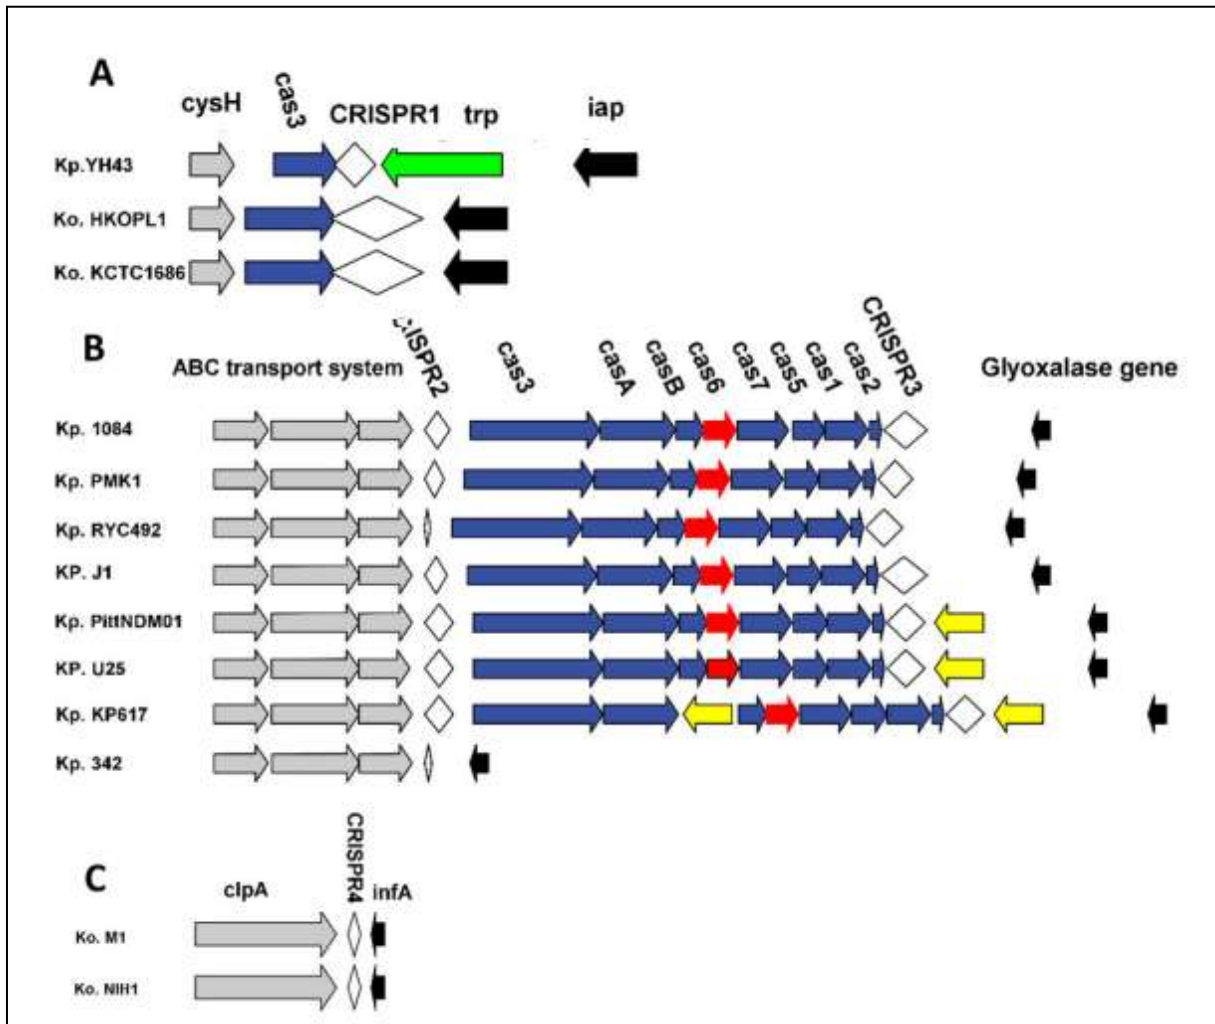 A
cysH cas3 CRISPR1 trp iap
Kp.YH43
Ko. HKOPL1
Ko. KCTC1686
B
ABC transport system RISPR2 cas3 casA casB cas6 cas7 cas5 cas1 cas2 CRISPR3 Glyoxalase gene
Kp. 1084
Kp. PMK1
Kp. RYC492
KP. J1
Kp. PittNDM01
KP. U25
Kp. KP617
Kp. 342
C
clpA CRISPR4 infA
Ko. M1
Ko. NIH1